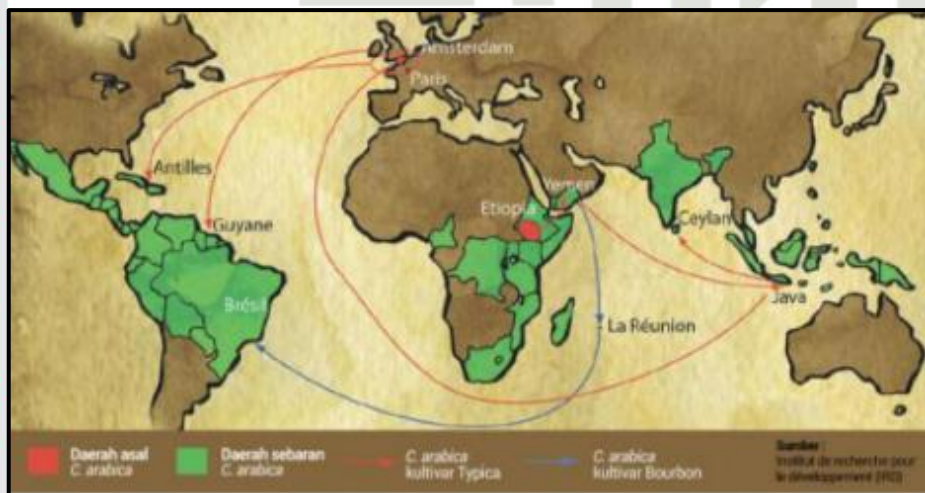 Amsterdam
Paris
Antilles
Guyane
Brésil
Yemen
Etiopia
Ceylan
Java
La Réunion
Daerah asal
C. arabica
Daerah sebaran
C. arabica
C. arabica
kultivar Typica
C. arabica
kultivar Bourbon
Sumber :
Institut de recherche pour
le développement (IRD)